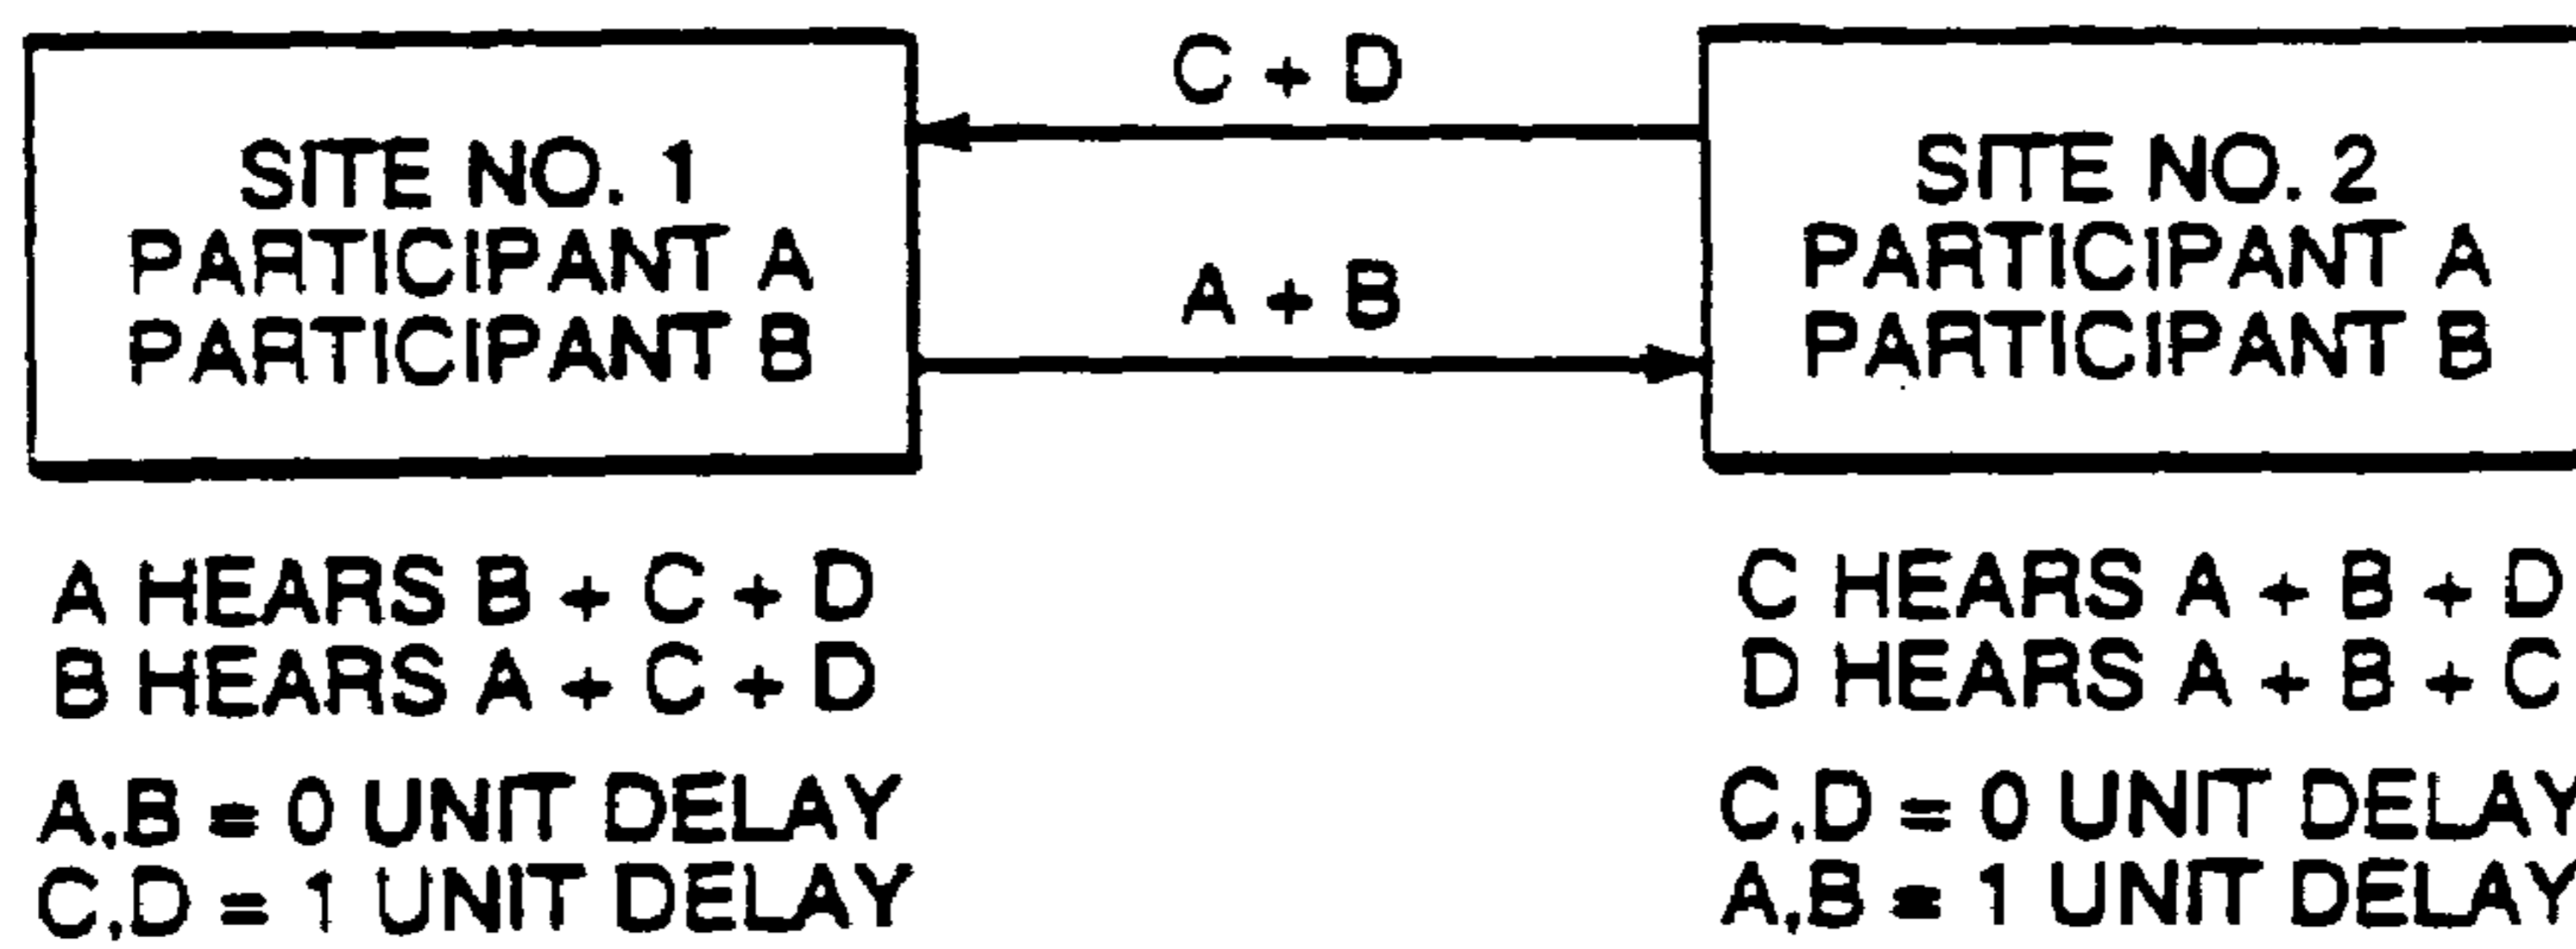 C + D
SITE NO. 1
PARTICIPANT A
PARTICIPANT B
A + B
SITE NO. 2
PARTICIPANT A
PARTICIPANT B
A HEARS B + C + D
B HEARS A + C + D
A,B = 0 UNIT DELAY
C,D = 1 UNIT DELAY
C HEARS A + B + D
D HEARS A + B + C
C,D = 0 UNIT DELAY
A,B = 1 UNIT DELAY